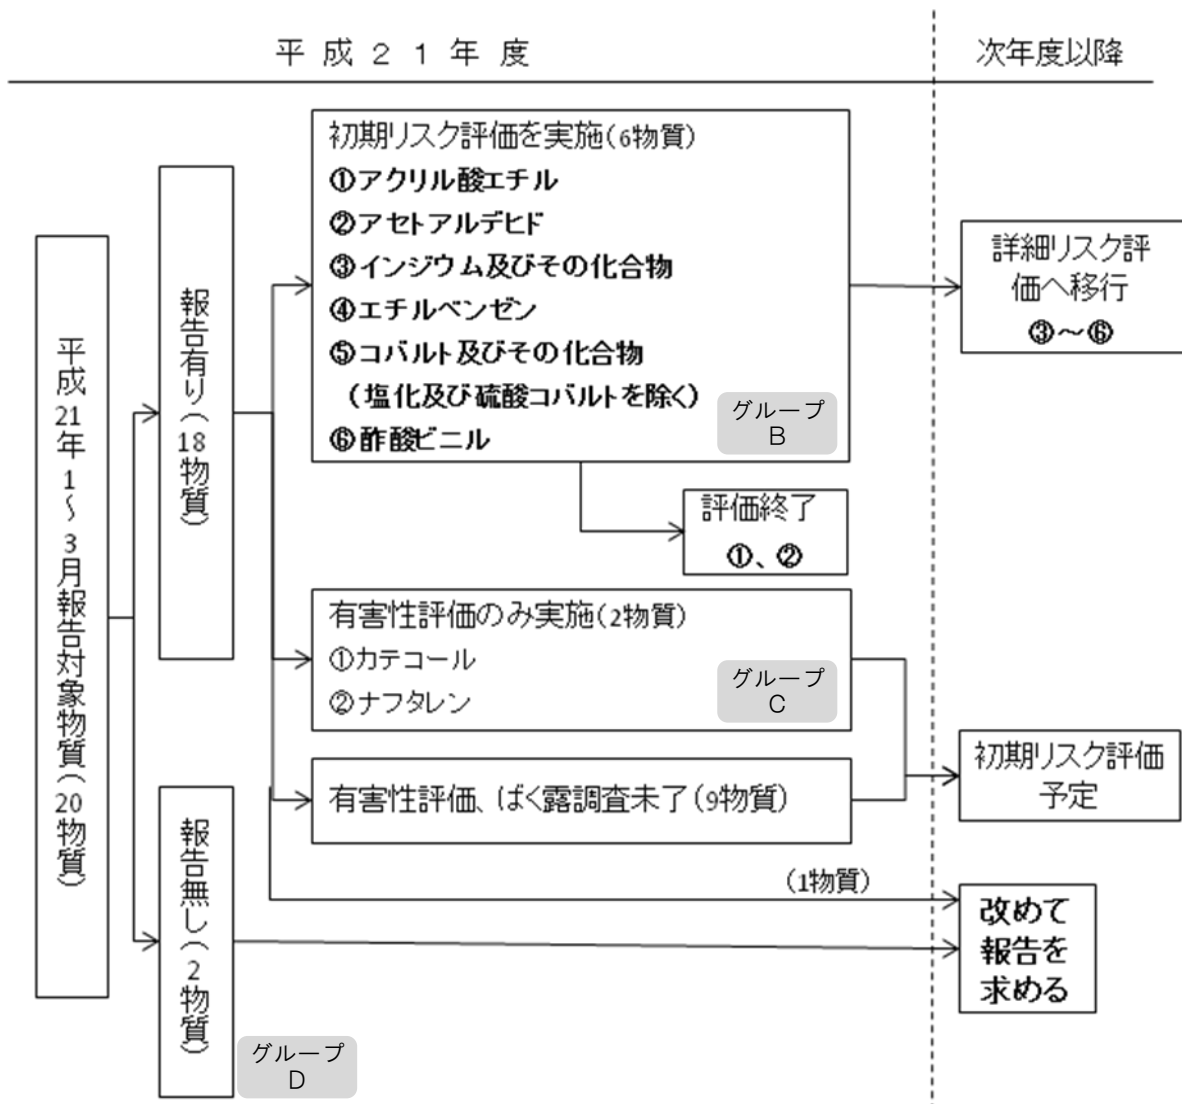 平成２１年度
次年度以降
平成21年1～3月報告対象物質(20物質)
報告有り(18物質)
報告無し(2物質)
グループ
D
初期リスク評価を実施(6物質)
①アクリル酸エチル
②アセトアルデヒド
③インジウム及びその化合物
④エチルベンゼン
⑤コバルト及びその化合物
(塩化及び硫酸コバルトを除く)
⑥酢酸ビニル
グループ
B
評価終了
①、②
有害性評価のみ実施(2物質)
①カテコール
②ナフタレン
グループ
C
有害性評価、ばく露調査未了(9物質)
(1物質)
詳細リスク評
価へ移行
③～⑥
初期リスク評価
予定
改めて
報告を
求める